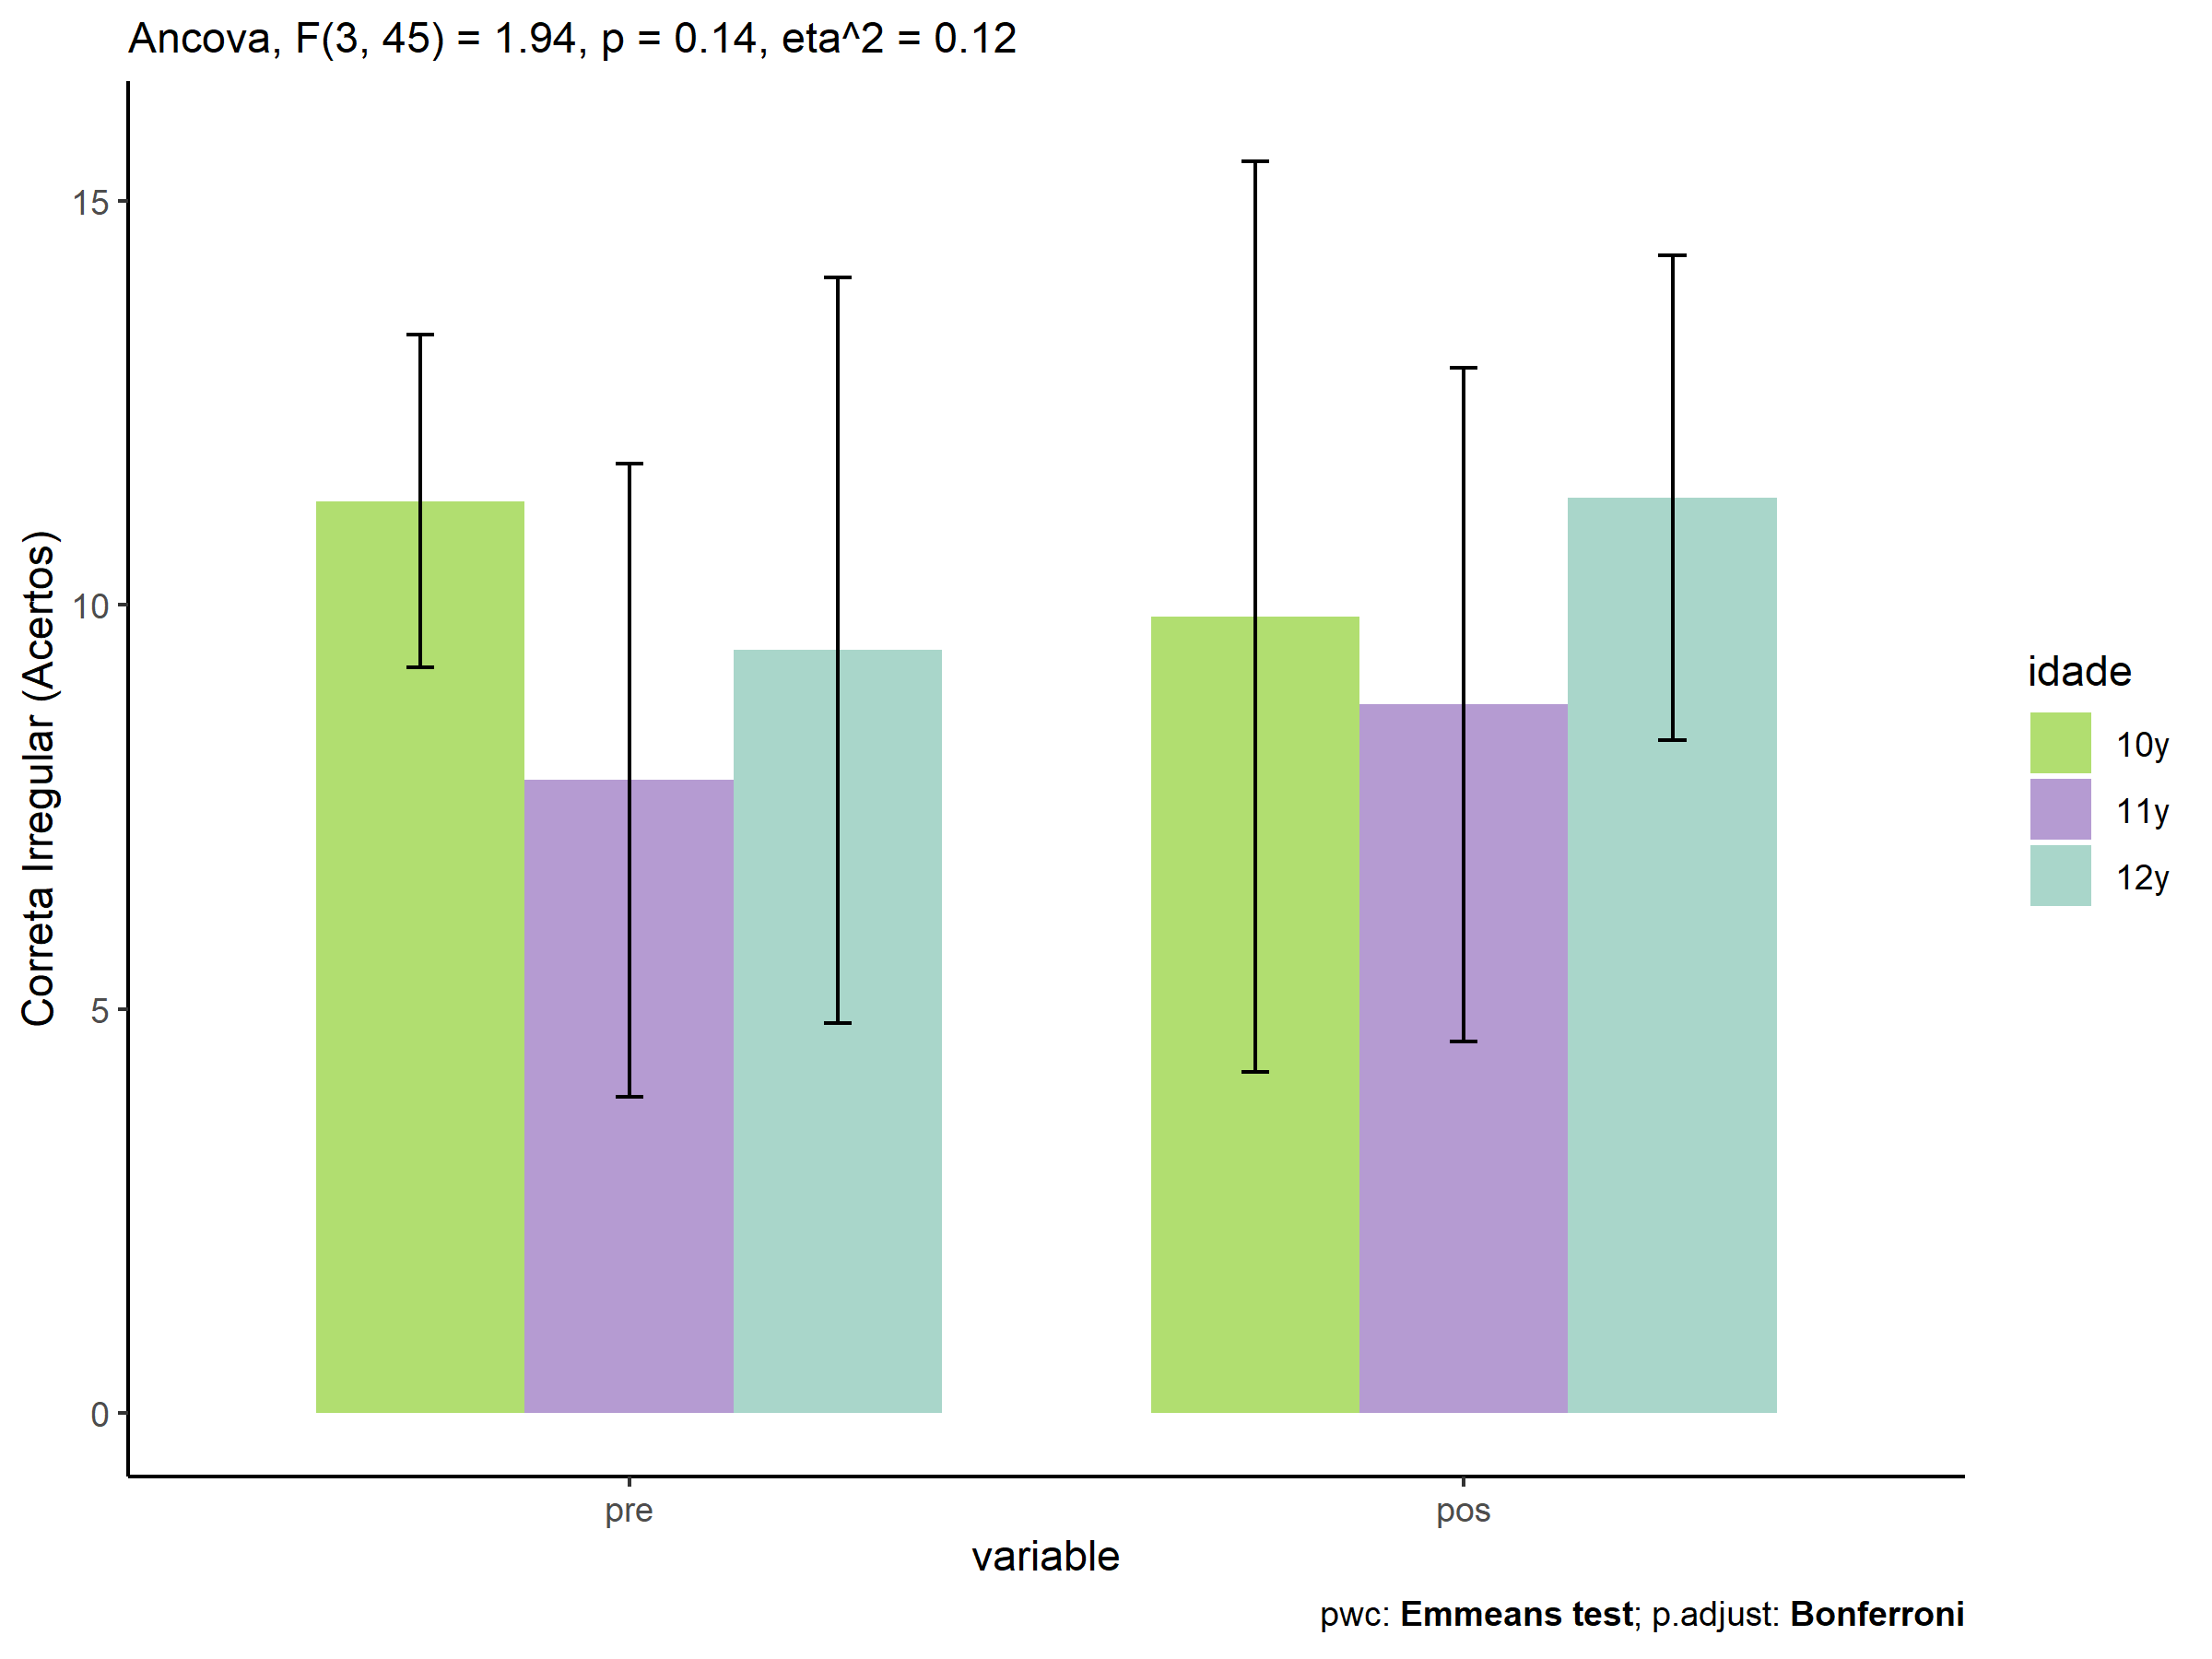 Ancova, F(3, 45) = 1.94, p = 0.14, eta^2 = 0.12
Correta Irregular (Acertos)
15
10
5
0
pre
pos
variable
idade
10y
11y
12y
pwc: Emmeans test; p.adjust: Bonferroni